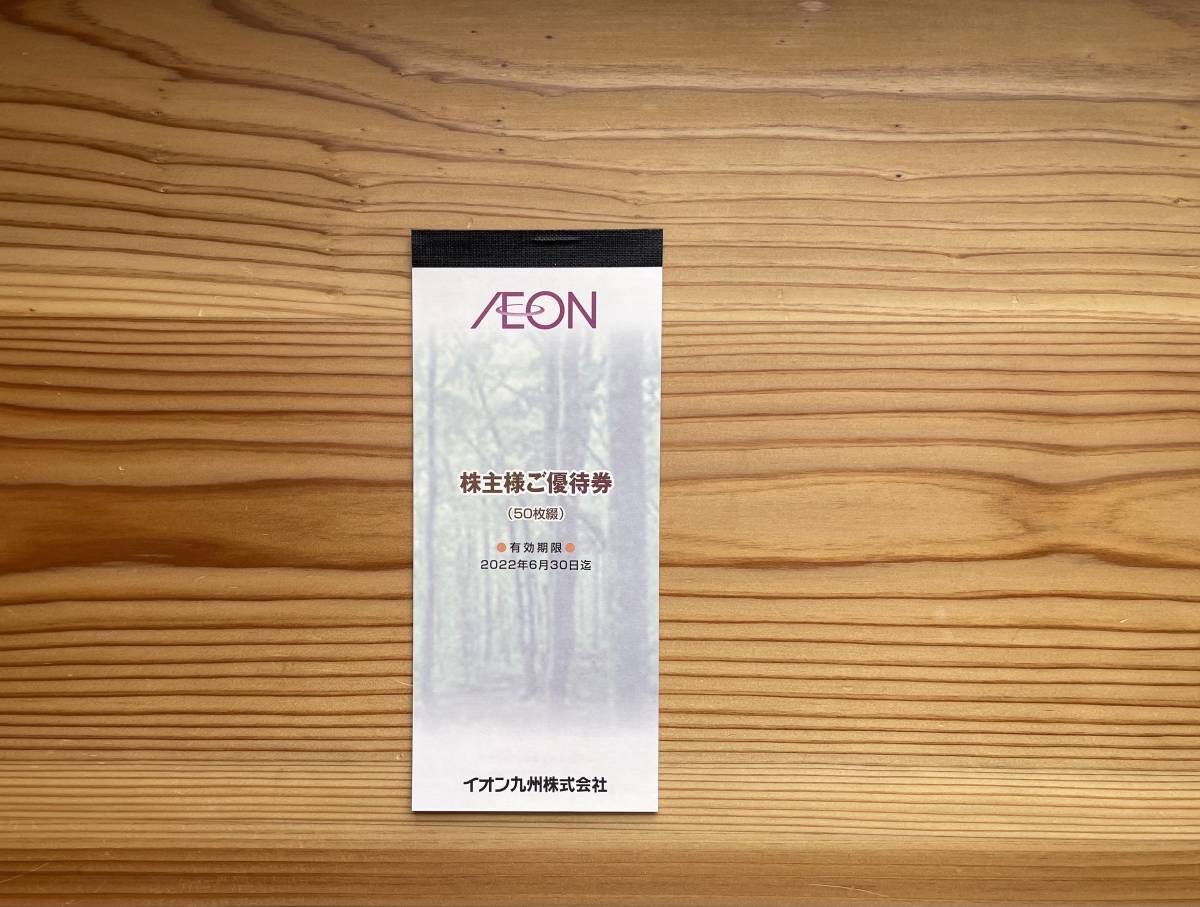 ÆON
株主様ご優待券
（50枚綴）
●有効期限●
2022年6月30日迄
イオン九州株式会社